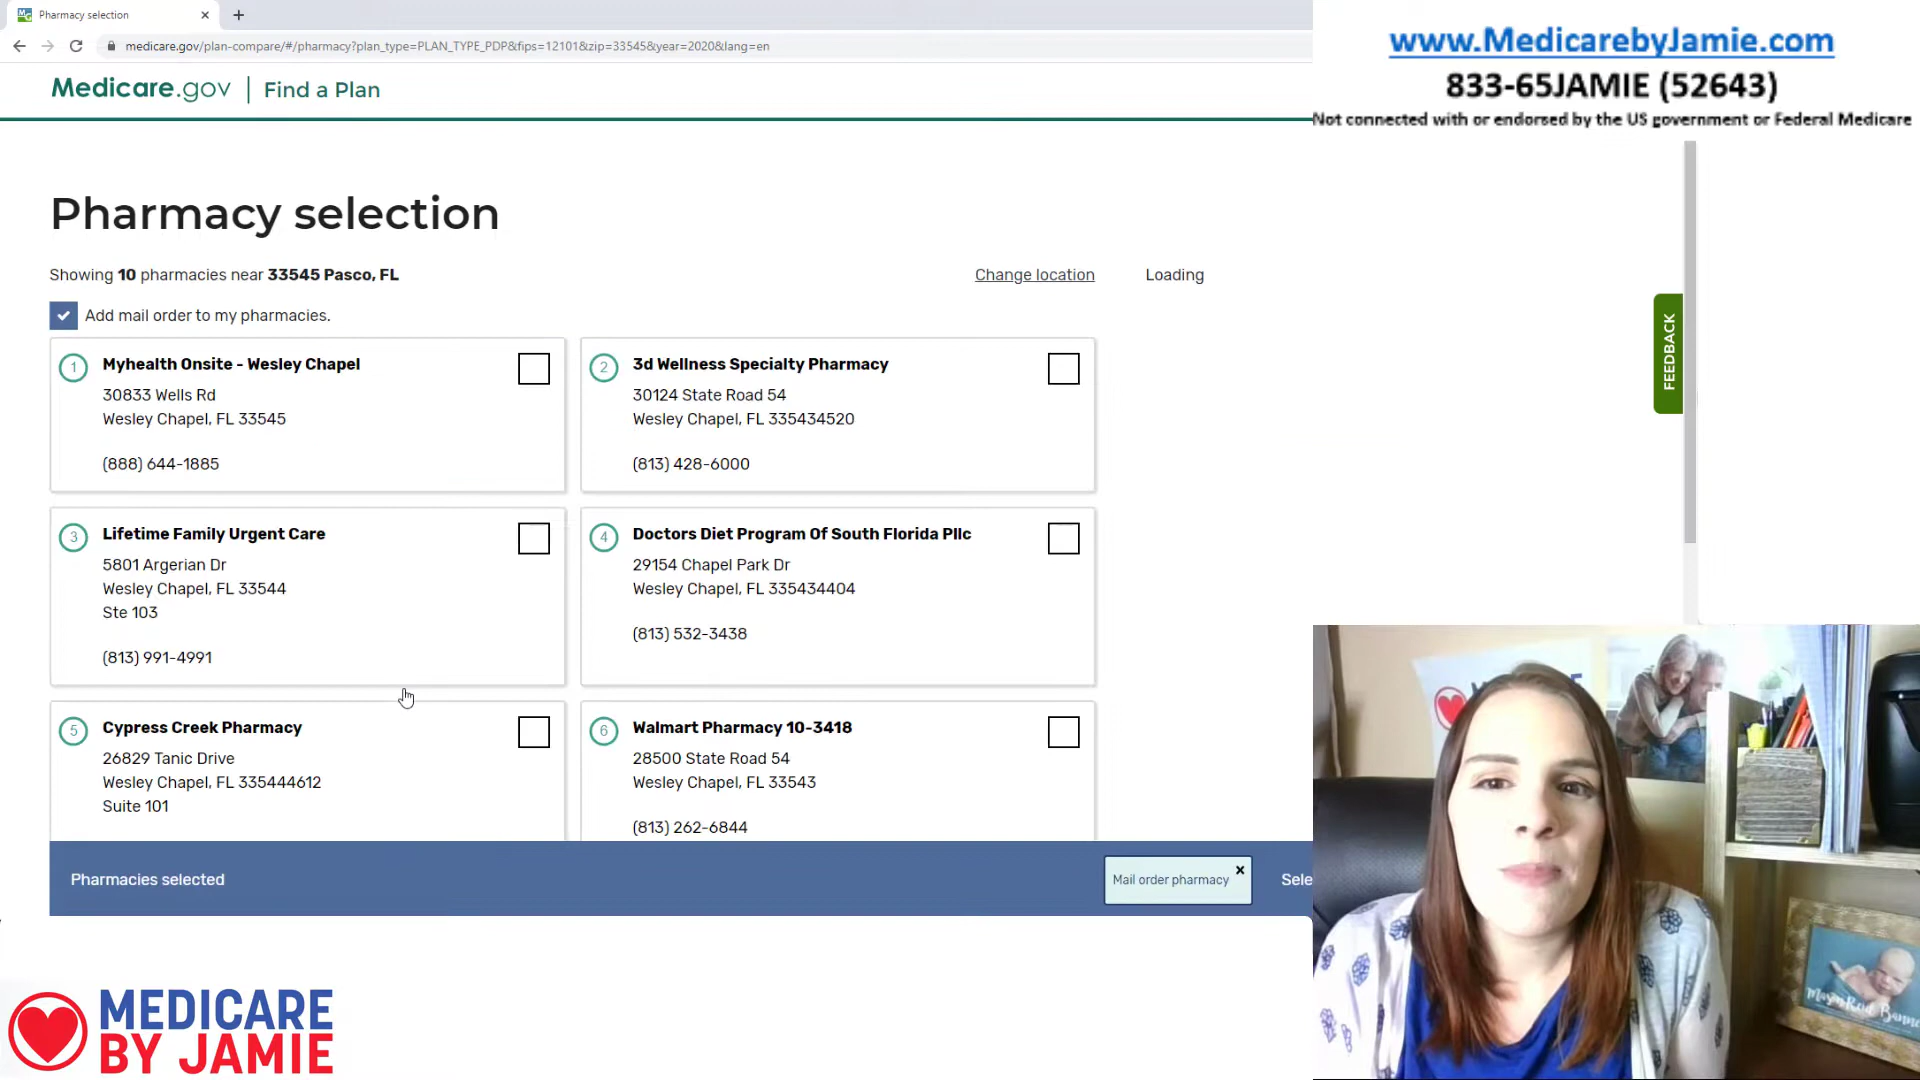 Pharmacy selection
medicare.gov/plan-compare/#/pharmacy?plan_type=PLAN_TYPE_PDP&fips=12101&zip=33545&year=2020&lang=en
www.MedicarebyJamie.com
833-65JAMIE (52643)
Not connected with or endorsed by the US government or Federal Medicare
Medicare.gov | Find a Plan
Pharmacy selection
Showing 10 pharmacies near 33545 Pasco, FL
Change location
Loading
Add mail order to my pharmacies.
FEEDBACK
1 Myhealth Onsite - Wesley Chapel
30833 Wells Rd
Wesley Chapel, FL 33545
(888) 644-1885
2 3d Wellness Specialty Pharmacy
30124 State Road 54
Wesley Chapel, FL 335434520
(813) 428-6000
3 Lifetime Family Urgent Care
5801 Argerian Dr
Wesley Chapel, FL 33544
Ste 103
(813) 991-4991
4 Doctors Diet Program Of South Florida Pllc
29154 Chapel Park Dr
Wesley Chapel, FL 335434404
(813) 532-3438
5 Cypress Creek Pharmacy
26829 Tanic Drive
Wesley Chapel, FL 335444612
Suite 101
6 Walmart Pharmacy 10-3418
28500 State Road 54
Wesley Chapel, FL 33543
(813) 262-6844
Pharmacies selected
Mail order pharmacy
Sele
MEDICARE
BY JAMIE